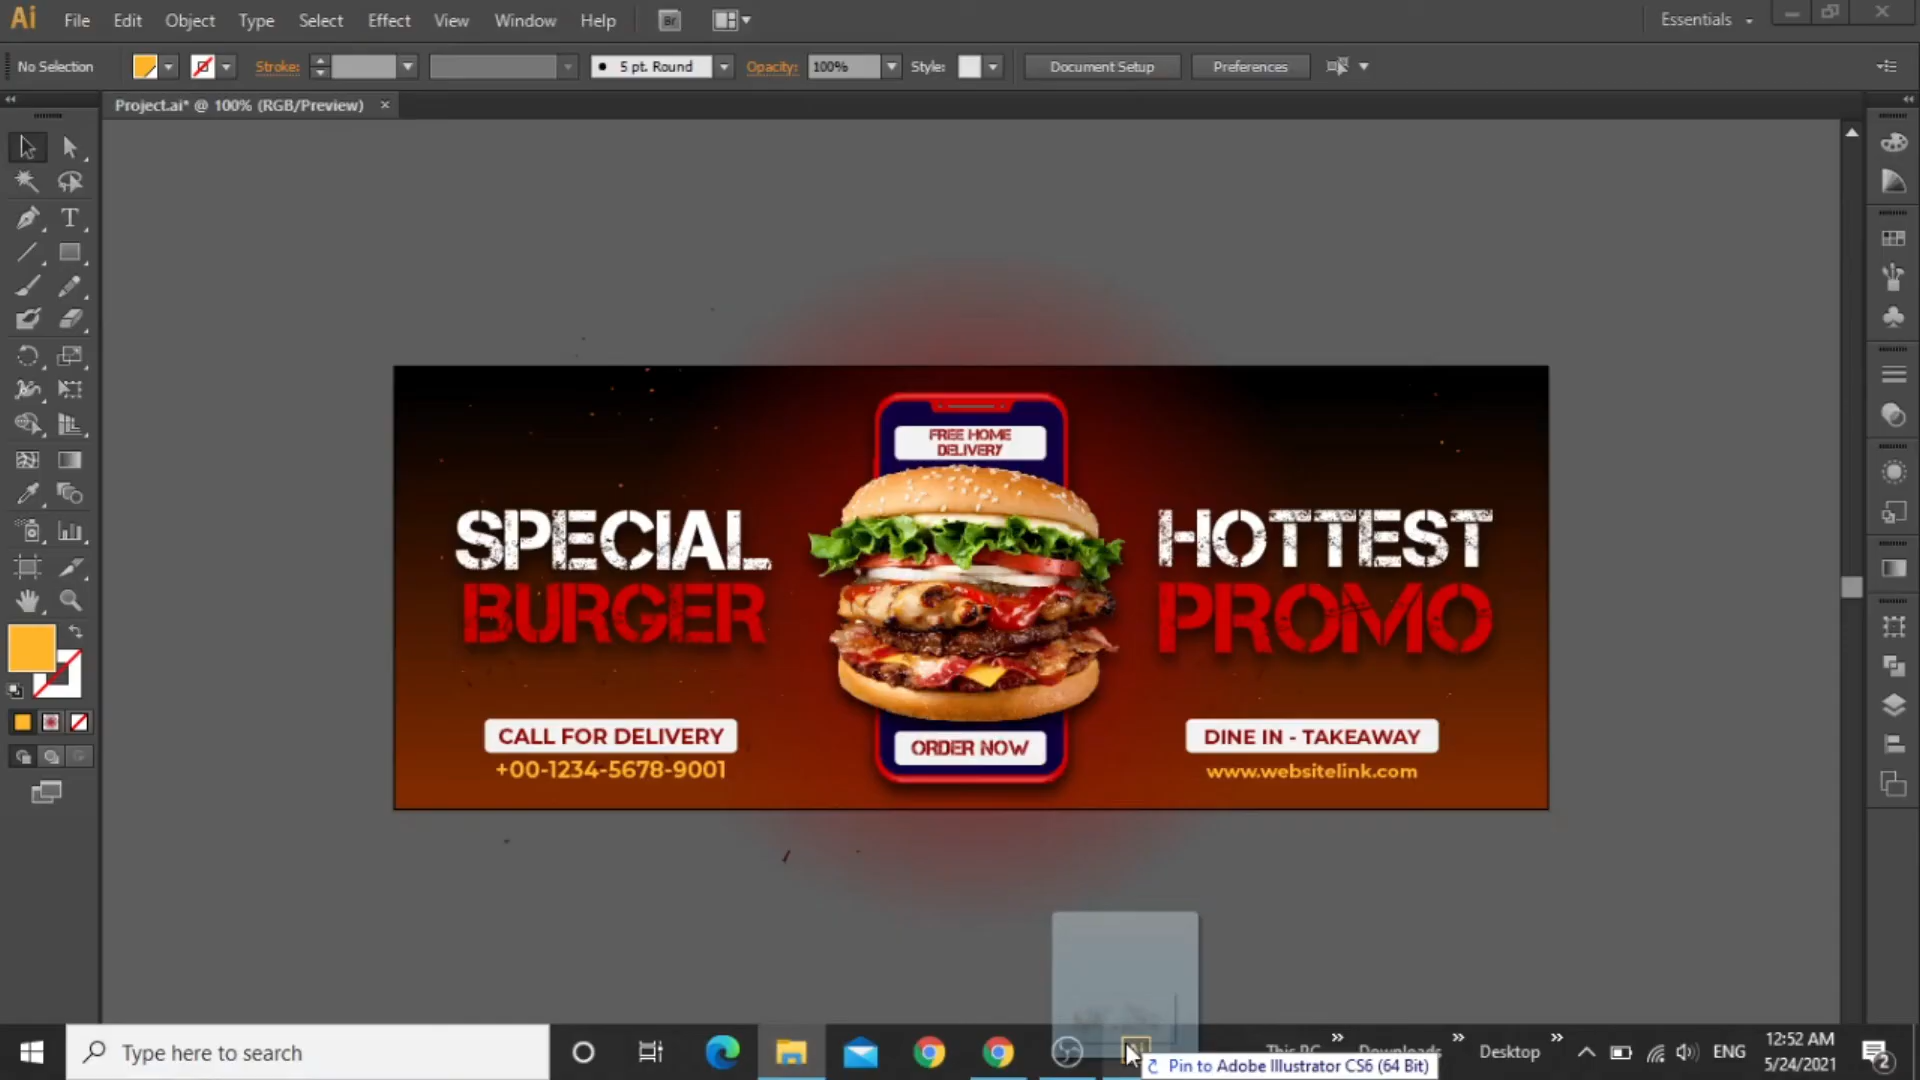 Ai File Edit Object Type Select Effect View Window Help Br Essentials
No Selection Stroke: 5 pt. Round Opacity: 100% Style: Document Setup Preferences
Project.ai* @ 100% (RGB/Preview)
FREE HOME
DELIVERY
SPECIAL
BURGER
HOTTEST
PROMO
CALL FOR DELIVERY
+00-1234-5678-9001
ORDER NOW
DINE IN - TAKEAWAY
www.websitelink.com
Type here to search
Pin to Adobe Illustrator CS6 (64 Bit)
Desktop
ENG
12:52 AM
5/24/2021
2